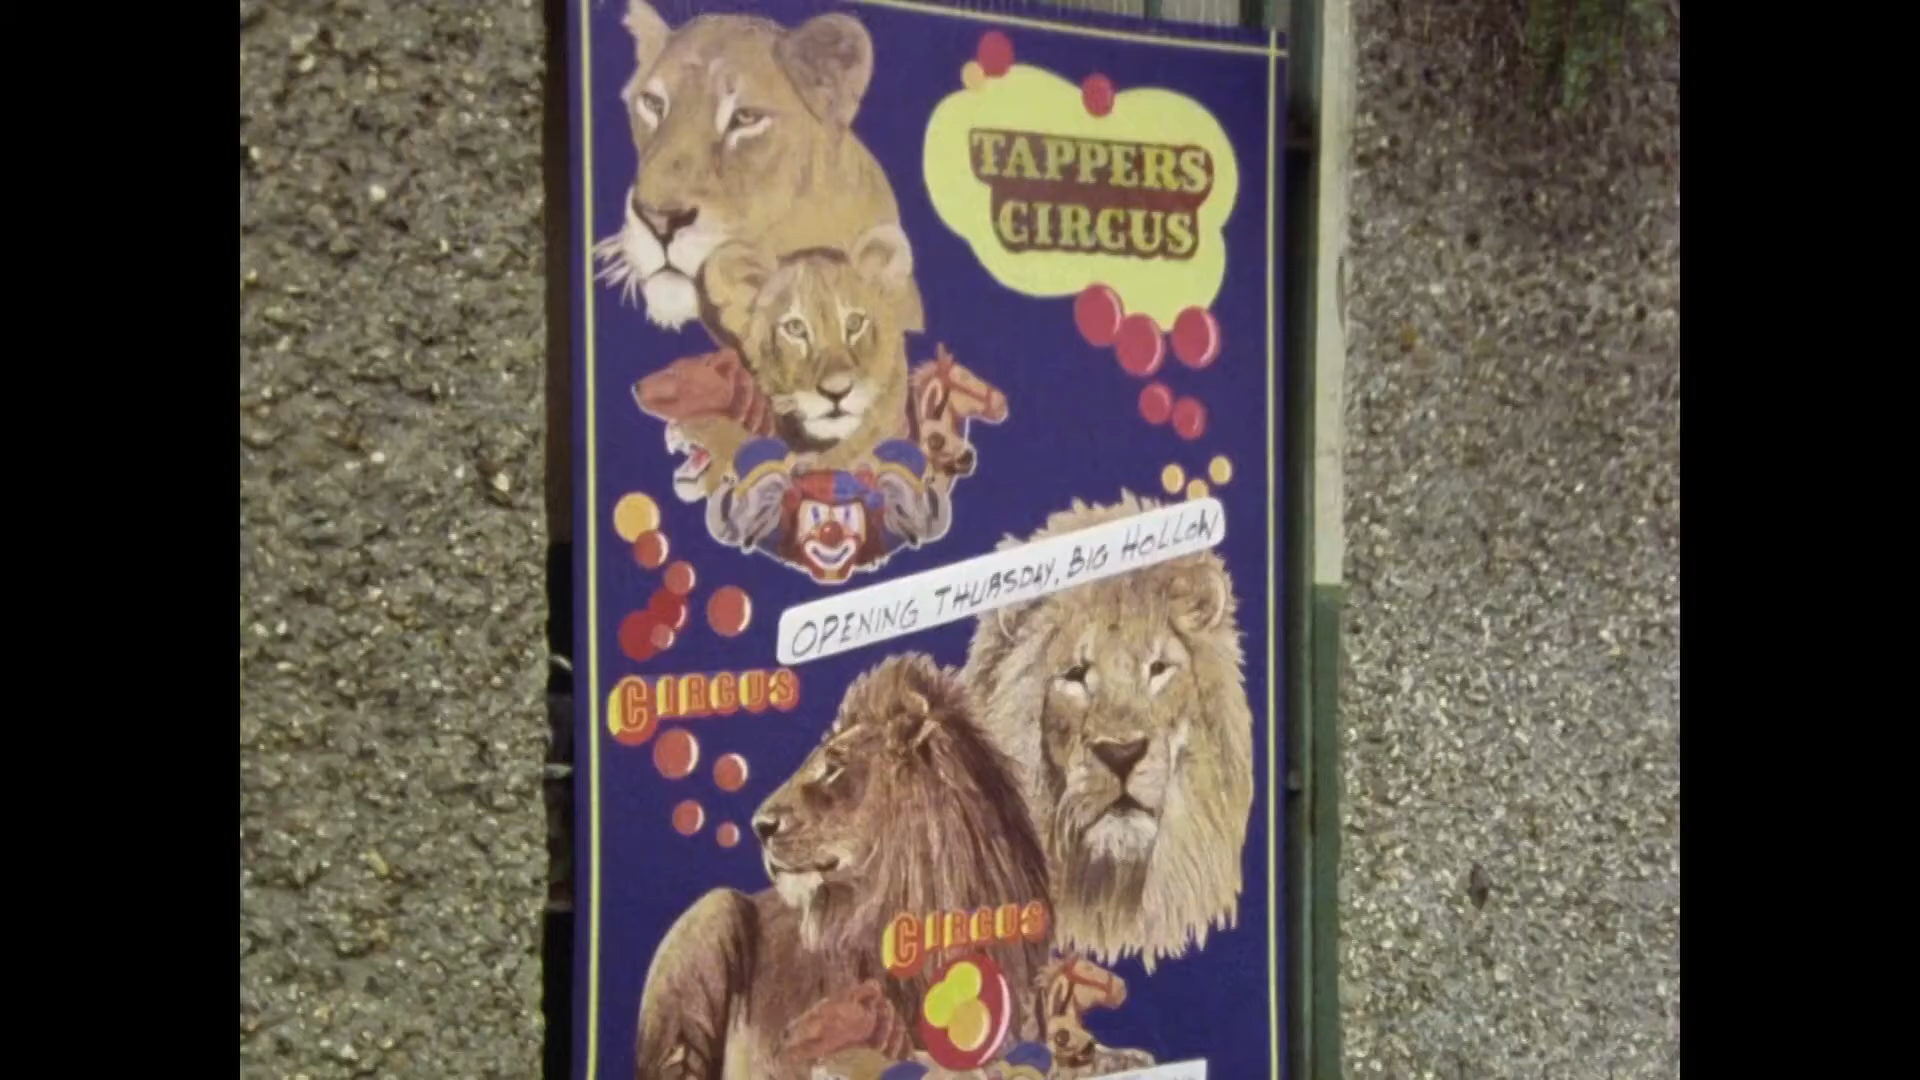 TAPPERS
CIRCUS
OPENING THURSDAY, BIG HOLLOW
CIRCUS
CIRCUS